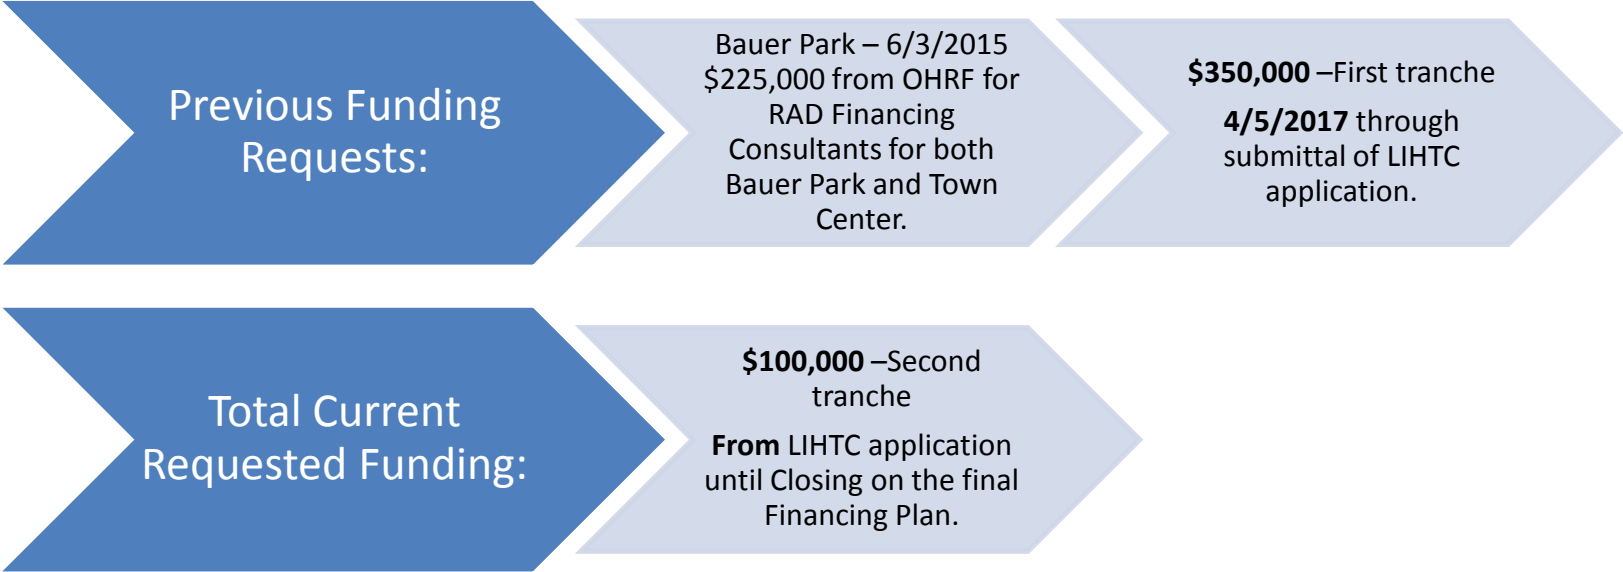 Previous Funding
Requests:
Bauer Park – 6/3/2015
$225,000 from OHRF for
RAD Financing
Consultants for both
Bauer Park and Town
Center.
$350,000 –First tranche
4/5/2017 through
submittal of LIHTC
application.
Total Current
Requested Funding:
$100,000 –Second
tranche
From LIHTC application
until Closing on the final
Financing Plan.